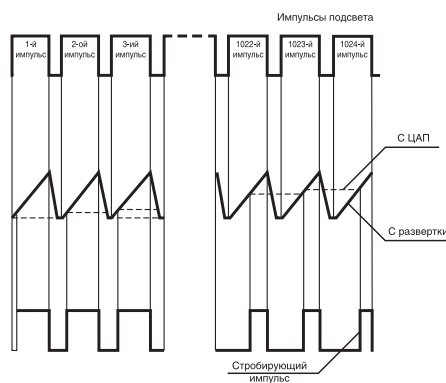 Импульсы подсвета
1-й
импульс
2-ой
импульс
3-ий
импульс
1022-й
импульс
1023-й
импульс
1024-й
импульс
С ЦАП
С развертки
Стробирующий
импульс